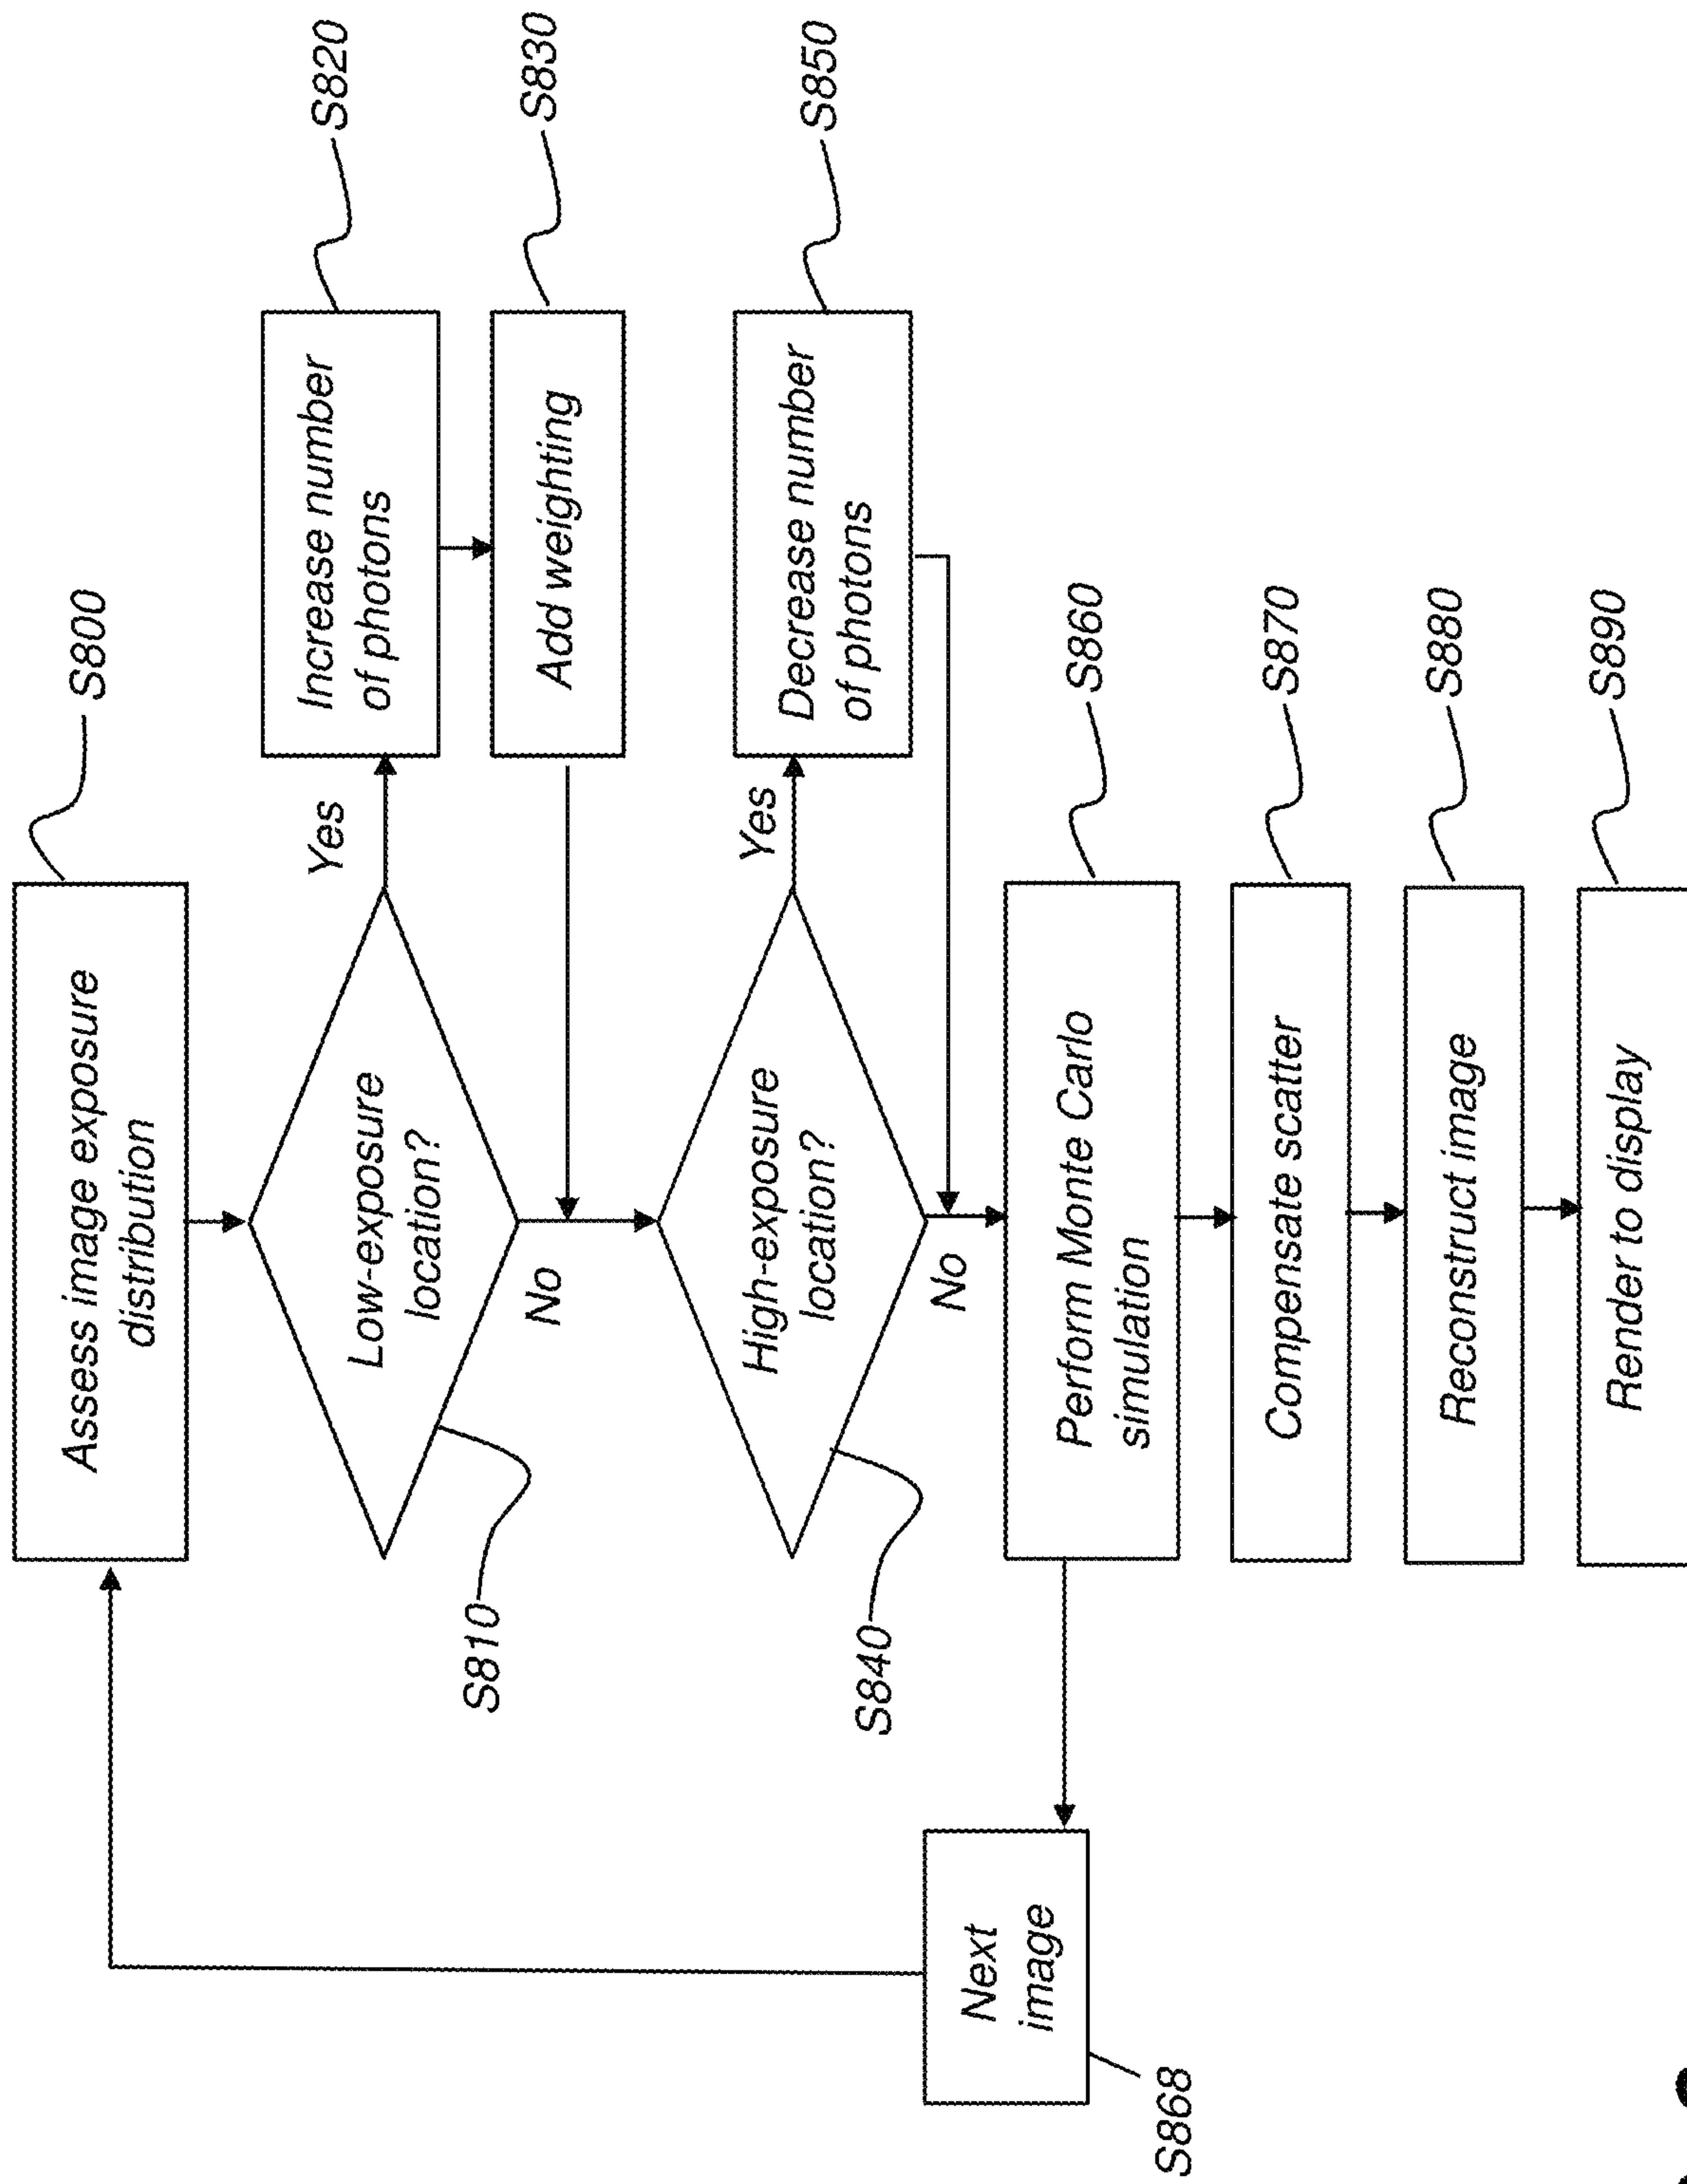 S800
Assess image exposure
distribution
Low-exposure
location?
S810
Yes
No
Increase number
of photons
S820
Add weighting
S830
High-exposure
location?
S840
Yes
No
Decrease number
of photons
S850
Perform Monte Carlo
simulation
S860
Next
image
S868
Compensate scatter
S870
Reconstruct image
S880
Render to display
S890